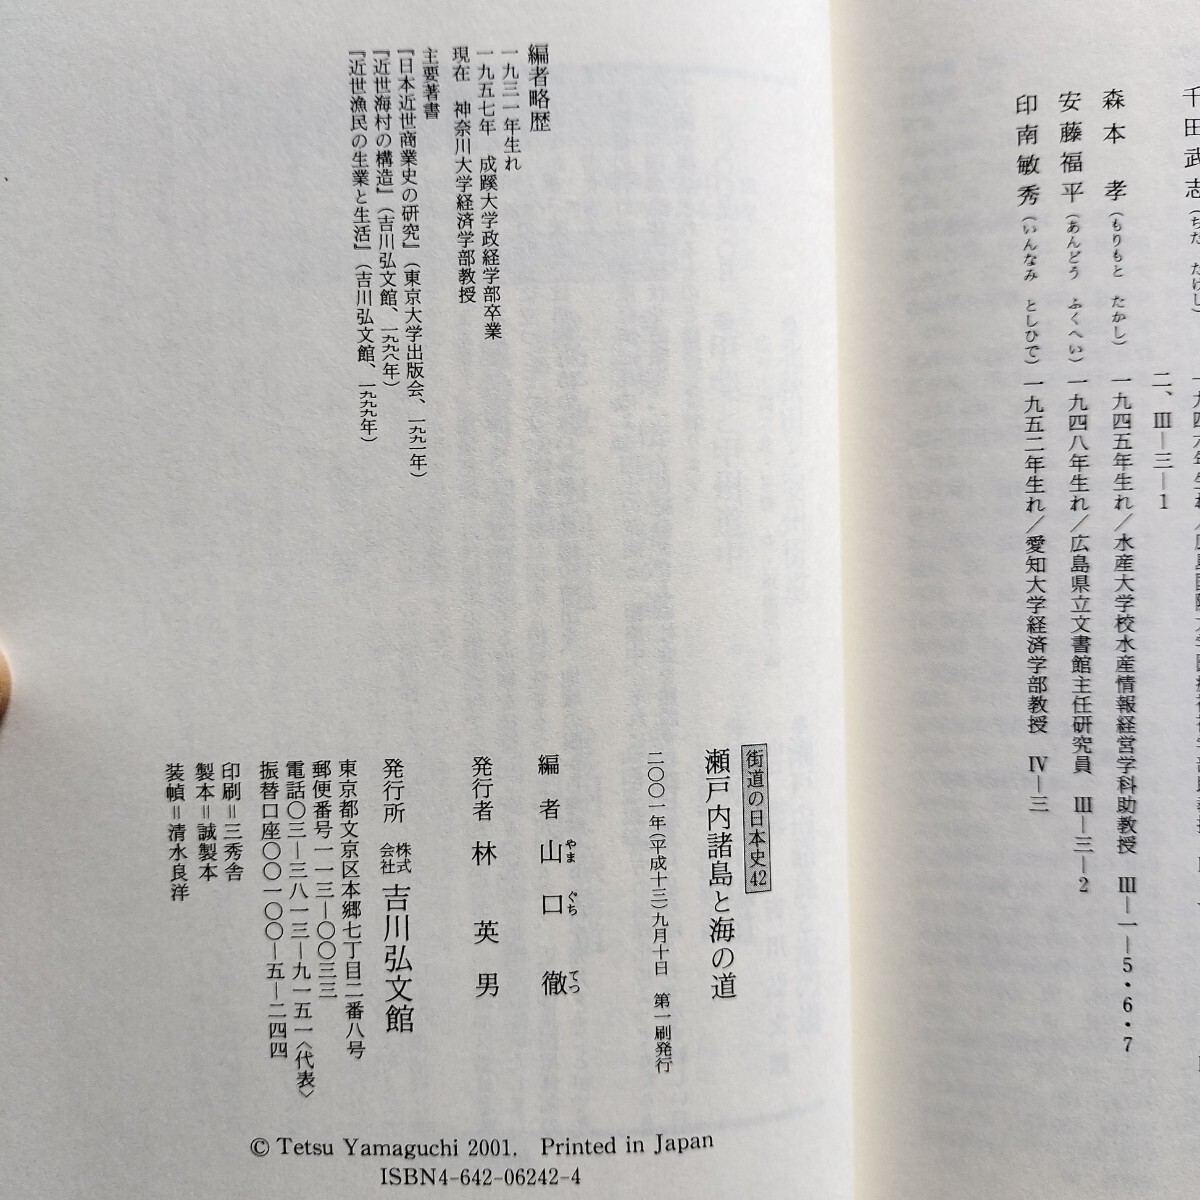 千田武志(ちだ たけし)
二、Ⅲ―三―1
森本 孝(もりもと たかし) 一九四五年生れ/水産大学校水産情報経営学科助教授 Ⅲ―一―5・6・7
安藤福平(あんどう ふくへい) 一九四八年生れ/広島県立文書館主任研究員 Ⅲ―三―2
印南敏秀(いんなみ としひで) 一九五二年生れ/愛知大学経済学部教授 Ⅳ―三
編者略歴
一九三一年生れ
一九五七年 成蹊大学政経学部卒業
現在 神奈川大学経済学部教授
主要著書
『日本近世商業史の研究』(東京大学出版会、一九九一年)
『近世海村の構造』(吉川弘文館、一九九八年)
『近世漁民の生業と生活』(吉川弘文館、一九九九年)
街道の日本史42
瀬戸内諸島と海の道
二〇〇一年(平成十三)九月十日 第一刷発行
編者 山口徹
やま ぐち てつ
発行者 林英男
発行所 株式会社 吉川弘文館
東京都文京区本郷七丁目二番八号
郵便番号一一三―〇〇三三
電話〇三―三八一三―九一五一〈代表〉
振替口座〇〇一〇〇―五―二四四
印刷=三秀舎
製本=誠製本
装幀=清水良洋
© Tetsu Yamaguchi 2001. Printed in Japan
ISBN4-642-06242-4